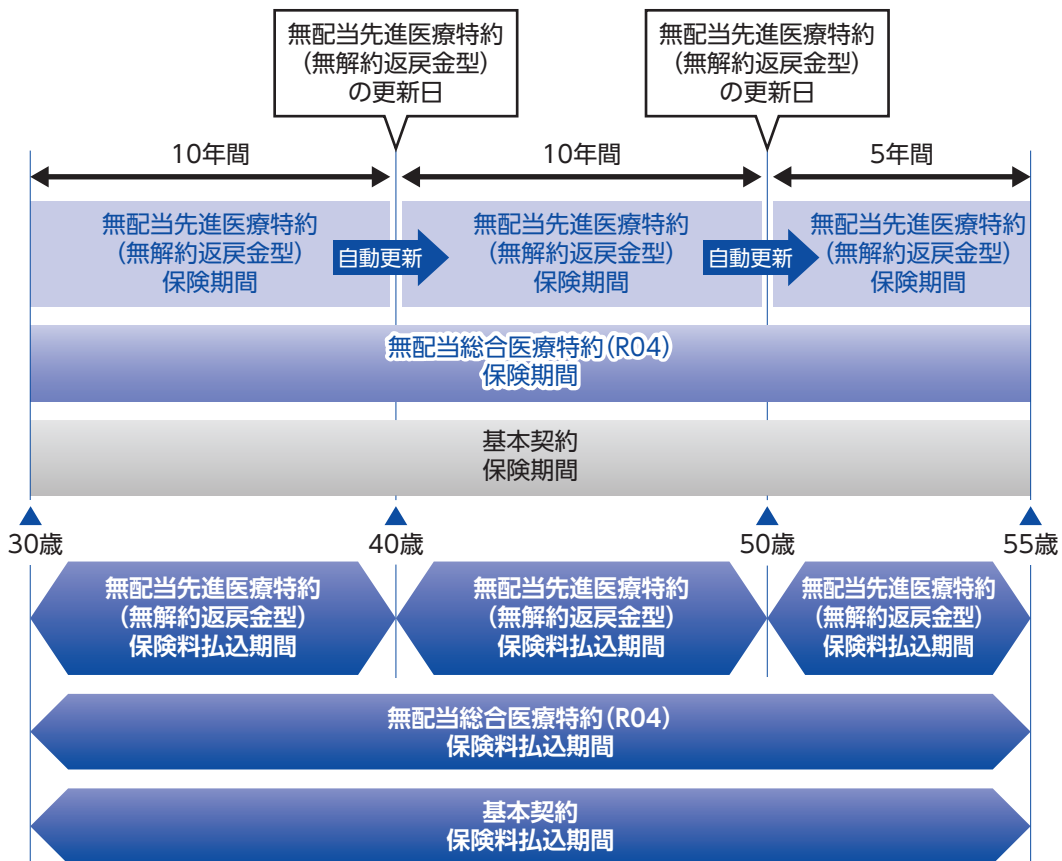 無配当先進医療特約
(無解約返戻金型)
の更新日
無配当先進医療特約
(無解約返戻金型)
の更新日
10年間
10年間
5年間
無配当先進医療特約
(無解約返戻金型)
保険期間
自動更新
無配当先進医療特約
(無解約返戻金型)
保険期間
自動更新
無配当先進医療特約
(無解約返戻金型)
保険期間
無配当総合医療特約(R04)
保険期間
基本契約
保険期間
30歳
40歳
50歳
55歳
無配当先進医療特約
(無解約返戻金型)
保険料払込期間
無配当先進医療特約
(無解約返戻金型)
保険料払込期間
無配当先進医療特約
(無解約返戻金型)
保険料払込期間
無配当総合医療特約(R04)
保険料払込期間
基本契約
保険料払込期間